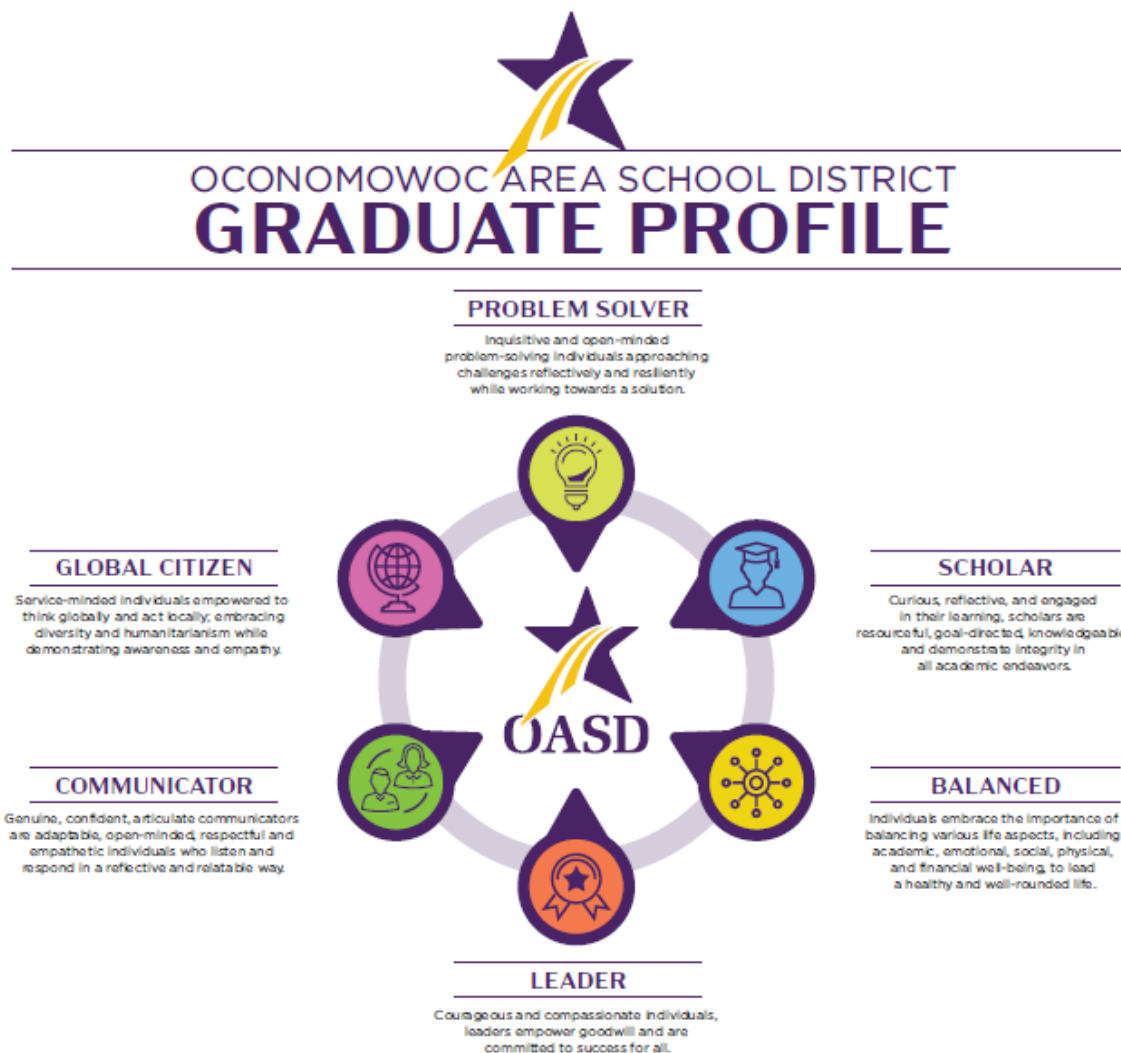 OCONOMOWOC AREA SCHOOL DISTRICT
GRADUATE PROFILE
PROBLEM SOLVER
Inquisitive and open-minded
problem-solving individuals approaching
challenges reflectively and resiliently
while working towards a solution.
GLOBAL CITIZEN
Service-minded individuals empowered to
think globally and act locally; embracing
diversity and humanitarianism while
demonstrating awareness and empathy.
SCHOLAR
Curious, reflective, and engaged
in their learning, scholars are
resourceful, goal-directed, knowledgeable
and demonstrate integrity in
all academic endeavors.
OASD
COMMUNICATOR
Genuine, confident, articulate communicators
are adaptable, open-minded, respectful and
empathetic individuals who listen and
respond in a reflective and relatable way.
BALANCED
Individuals embrace the importance of
balancing various life aspects, including
academic, emotional, social, physical,
and financial well-being, to lead
a healthy and well-rounded life.
LEADER
Courageous and compassionate individuals,
leaders empower goodwill and are
committed to success for all.